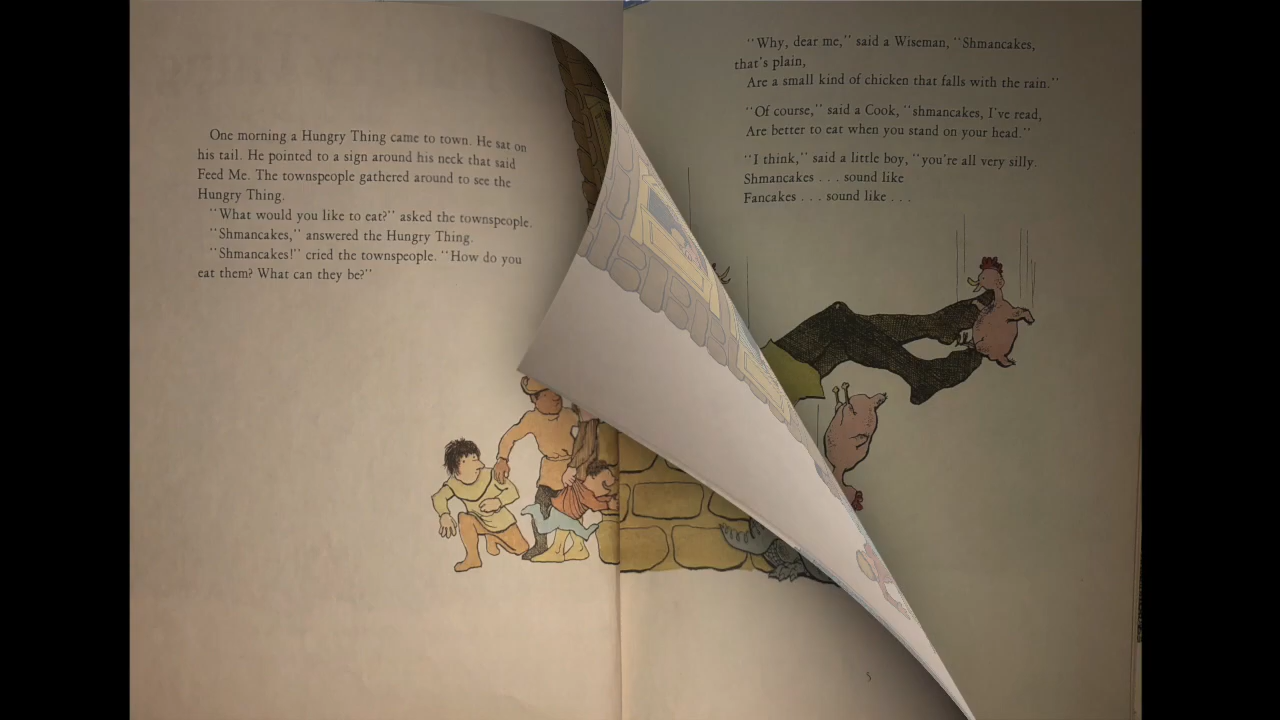 One morning a Hungry Thing came to town. He sat on
his tail. He pointed to a sign around his neck that said
Feed Me. The townspeople gathered around to see the
Hungry Thing.
"What would you like to eat?" asked the townspeople.
"Shmancakes," answered the Hungry Thing.
"Shmancakes!" cried the townspeople. "How do you
eat them? What can they be?"
"Why, dear me," said a Wiseman, "Shmancakes,
that's plain,
Are a small kind of chicken that falls with the rain."
"Of course," said a Cook, "shmancakes, I've read,
Are better to eat when you stand on your head."
"I think," said a little boy, "you're all very silly.
Shmancakes . . . sound like
Fancakes . . . sound like . . .
5